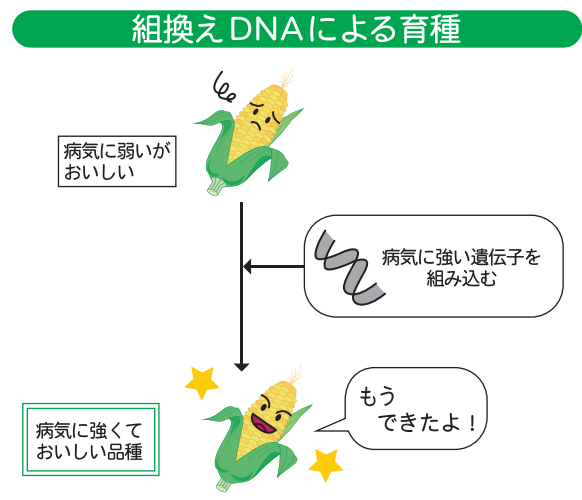 組換えDNAによる育種
病気に弱いが
おいしい
病気に強い遺伝子を
組み込む
病気に強くて
おいしい品種
もう
できたよ！